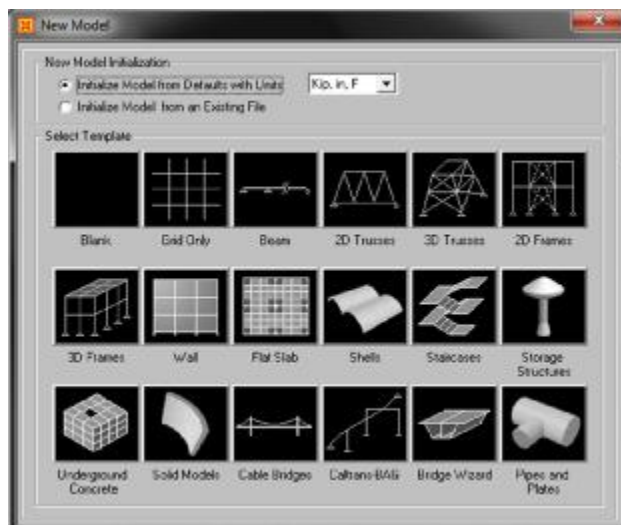 New Model
New Model Initialization
Initialize Model from Defaults with Units
Kip, in, F
Initialize Model from an Existing File
Select Template
Blank
Grid Only
Beam
2D Trusses
3D Trusses
2D Frames
3D Frames
Wall
Flat Slab
Shells
Staircases
Storage
Structures
Underground
Concrete
Solid Models
Cable Bridges
Caltrans-BAG
Bridge Wizard
Pipes and
Plates